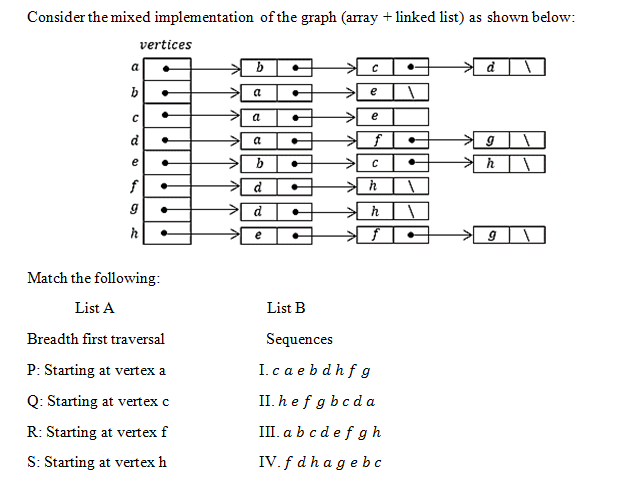 Consider the mixed implementation of the graph (array + linked list) as shown below:
vertices
a b c d \
b a e \
c a e
d a f g \
e b c h \
f d h \
g d h \
h e f g \
Match the following:
List A List B
Breadth first traversal Sequences
P: Starting at vertex a I. c a e b d h f g
Q: Starting at vertex c II. h e f g b c d a
R: Starting at vertex f III. a b c d e f g h
S: Starting at vertex h IV. f d h a g e b c